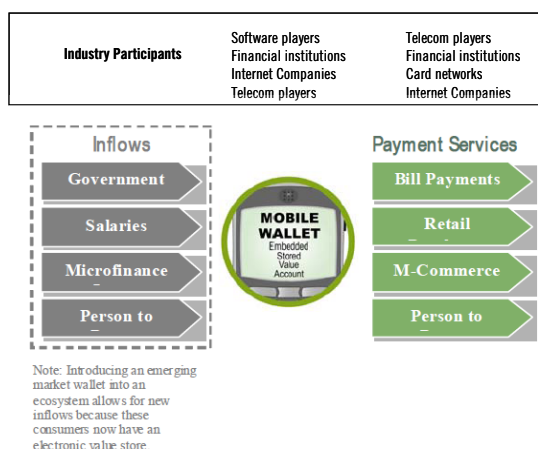 Industry Participants
Software players
Financial institutions
Internet Companies
Telecom players
Telecom players
Financial institutions
Card networks
Internet Companies
Inflows
Government
Salaries
Microfinance
Person to
MOBILE
WALLET
Embedded
Stored
Value
Account
Payment Services
Bill Payments
Retail
M-Commerce
Person to
Note: Introducing an emerging
market wallet into an
ecosystem allows for new
inflows because these
consumers now have an
electronic value store.